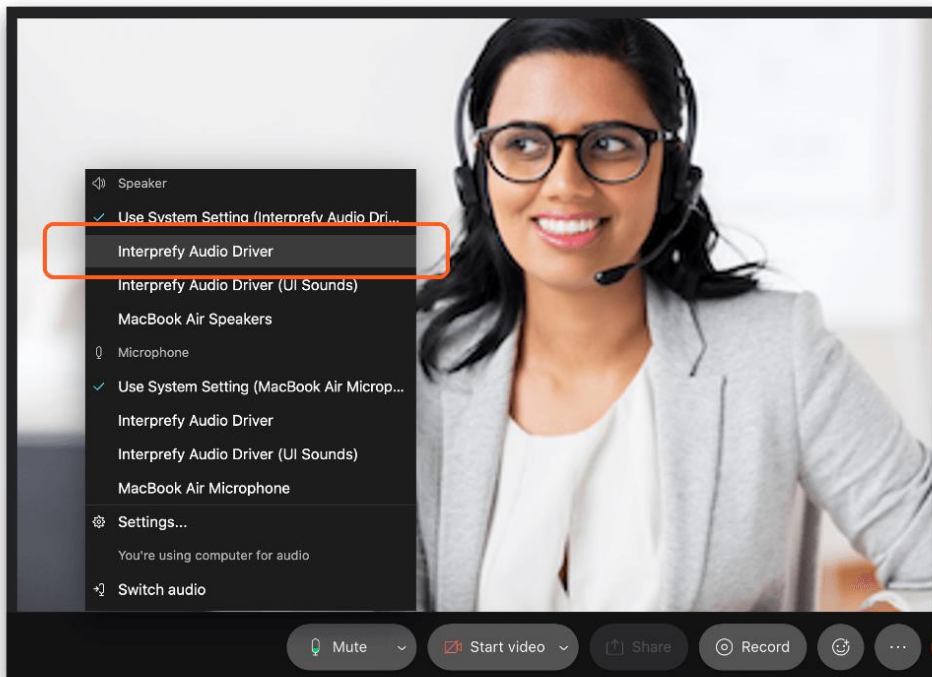 Speaker
Use System Setting (Interprefy Audio Dri...
Interprefy Audio Driver
Interprefy Audio Driver (UI Sounds)
MacBook Air Speakers
Microphone
Use System Setting (MacBook Air Microp...
Interprefy Audio Driver
Interprefy Audio Driver (UI Sounds)
MacBook Air Microphone
Settings...
You're using computer for audio
Switch audio
Mute
Start video
Share
Record